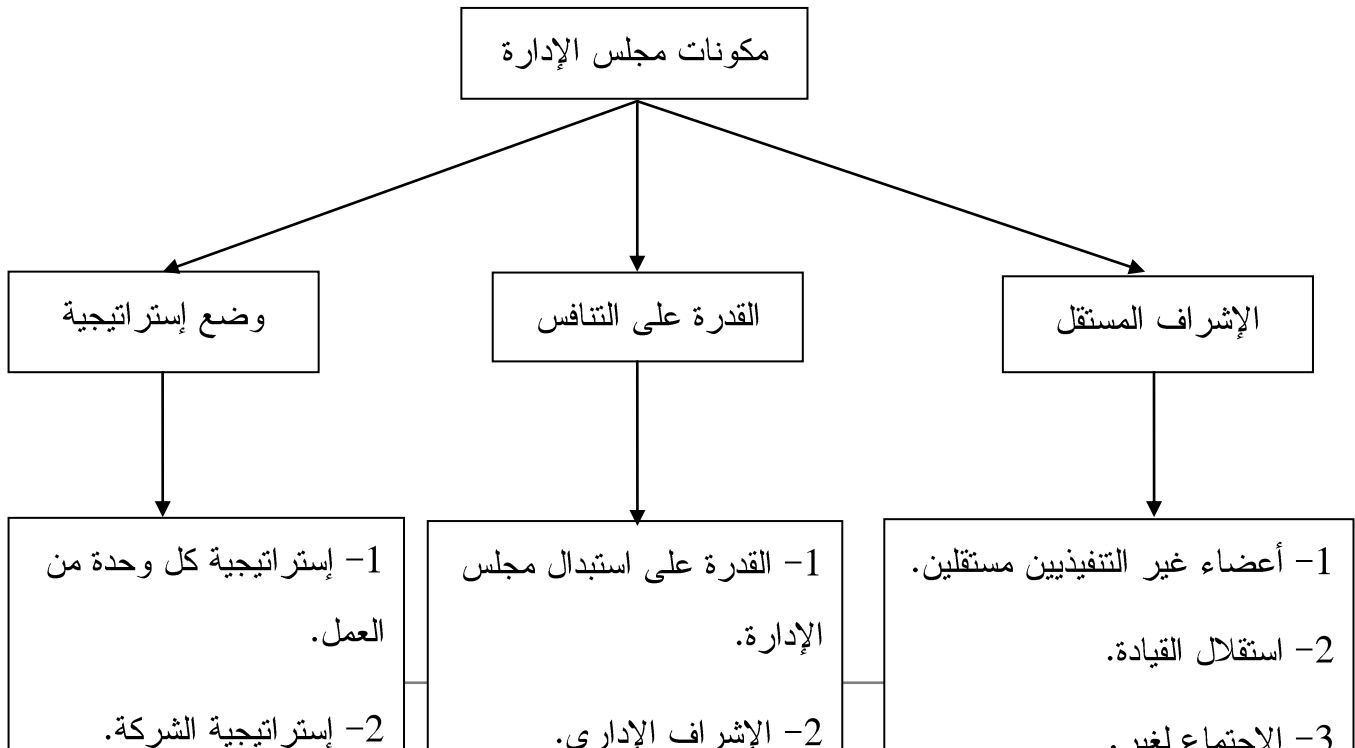 مكونات مجلس الإدارة
الإشراف المستقل
القدرة على التنافس
وضع إستراتيجية
1- أعضاء غير التنفيذيين مستقلين.
2- استقلال القيادة.
3- الاجتماع لغير.
1- القدرة على استبدال مجلس
الإدارة.
2- الإشراف الإداري.
1- إستراتيجية كل وحدة من
العمل.
2- إستراتيجية الشركة.